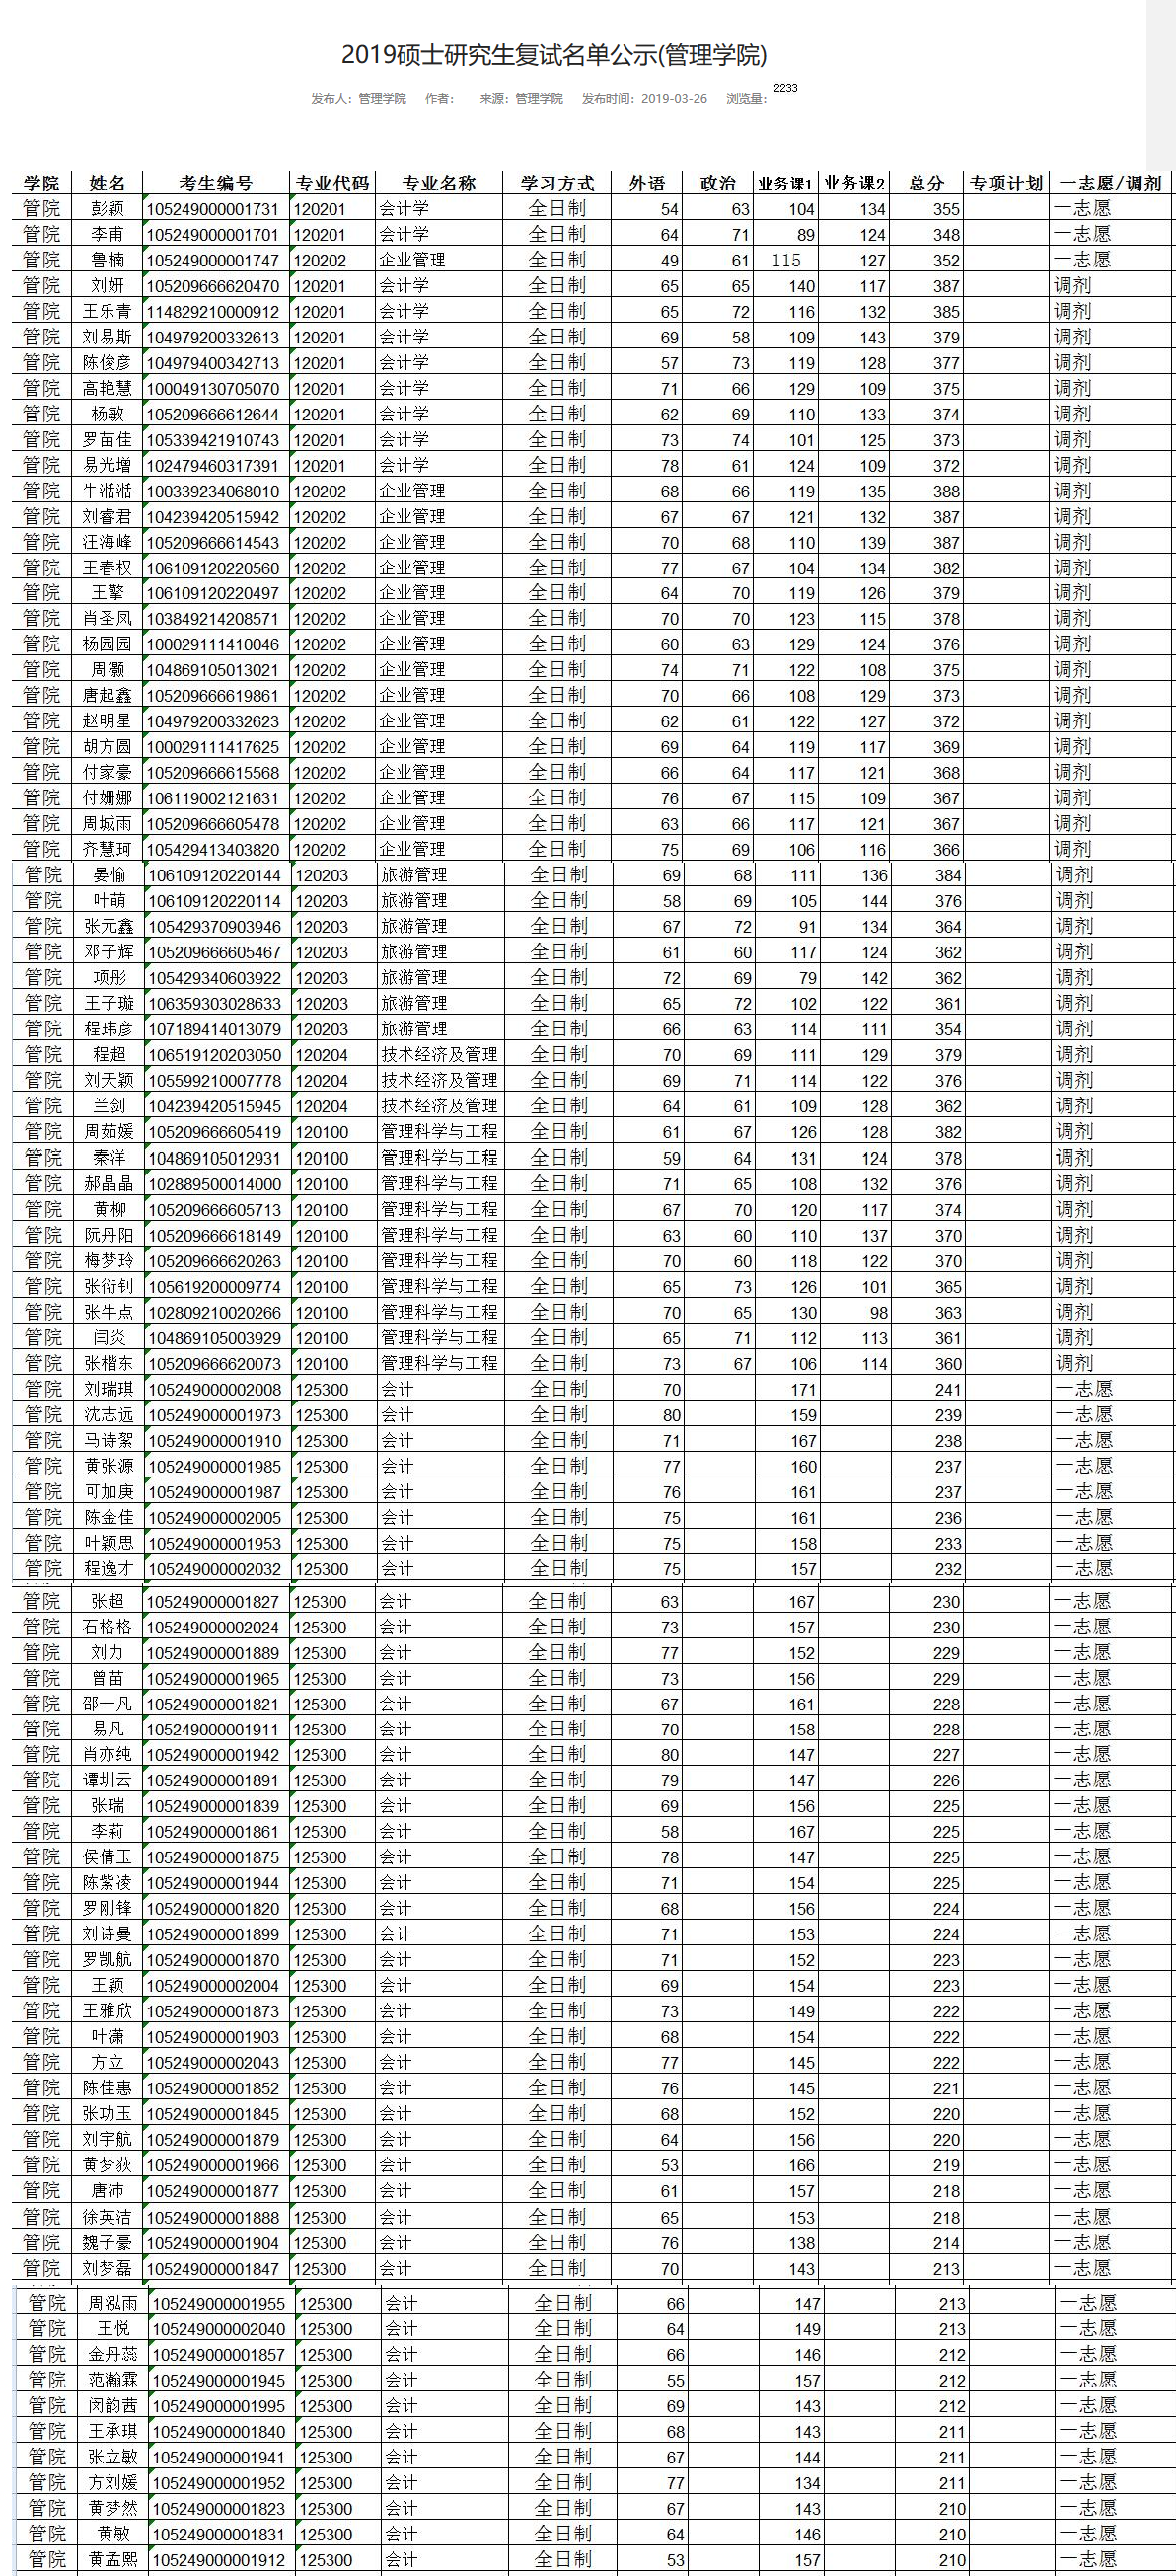 2019硕士研究生复试名单公示(管理学院)
发布人：管理学院 作者： 来源：管理学院 发布时间：2019-03-26 浏览量：2233
学院 姓名 考生编号 专业代码 专业名称 学习方式 外语 政治 业务课1 业务课2 总分 专项计划 一志愿/调剂
管院 彭颖 105249000001731 120201 会计学 全日制 54 63 104 134 355 一志愿
管院 李甫 105249000001701 120201 会计学 全日制 64 71 89 124 348 一志愿
管院 鲁楠 105249000001747 120202 企业管理 全日制 49 61 115 127 352 一志愿
管院 刘妍 105209666620470 120201 会计学 全日制 65 65 140 117 387 调剂
管院 王乐青 114829210000912 120201 会计学 全日制 65 72 116 132 385 调剂
管院 刘易斯 104979200332613 120201 会计学 全日制 69 58 109 143 379 调剂
管院 陈俊彦 104979400342713 120201 会计学 全日制 57 73 119 128 377 调剂
管院 高艳慧 100049130705070 120201 会计学 全日制 71 66 129 109 375 调剂
管院 杨敏 105209666612644 120201 会计学 全日制 62 69 110 133 374 调剂
管院 罗苗佳 105339421910743 120201 会计学 全日制 73 74 101 125 373 调剂
管院 易光增 102479460317391 120201 会计学 全日制 78 61 124 109 372 调剂
管院 牛湉湉 100339234068010 120202 企业管理 全日制 68 66 119 135 388 调剂
管院 刘睿君 104239420515942 120202 企业管理 全日制 67 67 121 132 387 调剂
管院 汪海峰 105209666614543 120202 企业管理 全日制 70 68 110 139 387 调剂
管院 王春权 106109120220560 120202 企业管理 全日制 77 67 104 134 382 调剂
管院 王擎 106109120220497 120202 企业管理 全日制 64 70 119 126 379 调剂
管院 肖圣凤 103849214208571 120202 企业管理 全日制 70 70 123 115 378 调剂
管院 杨园园 100029111410046 120202 企业管理 全日制 60 63 129 124 376 调剂
管院 周灏 104869105013021 120202 企业管理 全日制 74 71 122 108 375 调剂
管院 唐起鑫 105209666619861 120202 企业管理 全日制 70 66 108 129 373 调剂
管院 赵明星 104979200332623 120202 企业管理 全日制 62 61 122 127 372 调剂
管院 胡方圆 100029111417625 120202 企业管理 全日制 69 64 119 117 369 调剂
管院 付家豪 105209666615568 120202 企业管理 全日制 66 64 117 121 368 调剂
管院 付姗娜 106119002121631 120202 企业管理 全日制 76 67 115 109 367 调剂
管院 周城雨 105209666605478 120202 企业管理 全日制 63 66 117 121 367 调剂
管院 齐慧珂 105429413403820 120202 企业管理 全日制 75 69 106 116 366 调剂
管院 晏愉 106109120220144 120203 旅游管理 全日制 69 68 111 136 384 调剂
管院 叶萌 106109120220114 120203 旅游管理 全日制 58 69 105 144 376 调剂
管院 张元鑫 105429370903946 120203 旅游管理 全日制 67 72 91 134 364 调剂
管院 邓子辉 105209666605467 120203 旅游管理 全日制 61 60 117 124 362 调剂
管院 项彤 105429340603922 120203 旅游管理 全日制 72 69 79 142 362 调剂
管院 王子璇 106359303028633 120203 旅游管理 全日制 65 72 102 122 361 调剂
管院 程玮彦 107189414013079 120203 旅游管理 全日制 66 63 114 111 354 调剂
管院 程超 106519120203050 120204 技术经济及管理 全日制 70 69 111 129 379 调剂
管院 刘天颖 105599210007778 120204 技术经济及管理 全日制 69 71 114 122 376 调剂
管院 兰剑 104239420515945 120204 技术经济及管理 全日制 64 61 109 128 362 调剂
管院 周茹媛 105209666605419 120100 管理科学与工程 全日制 61 67 126 128 382 调剂
管院 秦洋 104869105012931 120100 管理科学与工程 全日制 59 64 131 124 378 调剂
管院 郝晶晶 102889500014000 120100 管理科学与工程 全日制 71 65 108 132 376 调剂
管院 黄柳 105209666605713 120100 管理科学与工程 全日制 67 70 120 117 374 调剂
管院 阮丹阳 105209666618149 120100 管理科学与工程 全日制 63 60 110 137 370 调剂
管院 梅梦玲 105209666620263 120100 管理科学与工程 全日制 70 60 118 122 370 调剂
管院 张衍钊 105619200009774 120100 管理科学与工程 全日制 65 73 126 101 365 调剂
管院 张牛点 102809210020266 120100 管理科学与工程 全日制 70 65 130 98 363 调剂
管院 闫炎 104869105003929 120100 管理科学与工程 全日制 65 71 112 113 361 调剂
管院 张楷东 105209666620073 120100 管理科学与工程 全日制 73 67 106 114 360 调剂
管院 刘瑞琪 105249000002008 125300 会计 全日制 70 171 241 一志愿
管院 沈志远 105249000001973 125300 会计 全日制 80 159 239 一志愿
管院 马诗絮 105249000001910 125300 会计 全日制 71 167 238 一志愿
管院 黄张源 105249000001985 125300 会计 全日制 77 160 237 一志愿
管院 可加庚 105249000001987 125300 会计 全日制 76 161 237 一志愿
管院 陈金佳 105249000002005 125300 会计 全日制 75 161 236 一志愿
管院 叶颖思 105249000001953 125300 会计 全日制 75 158 233 一志愿
管院 程逸才 105249000002032 125300 会计 全日制 75 157 232 一志愿
管院 张超 105249000001827 125300 会计 全日制 63 167 230 一志愿
管院 石格格 105249000002024 125300 会计 全日制 73 157 230 一志愿
管院 刘力 105249000001889 125300 会计 全日制 77 152 229 一志愿
管院 曾苗 105249000001965 125300 会计 全日制 73 156 229 一志愿
管院 邵一凡 105249000001821 125300 会计 全日制 67 161 228 一志愿
管院 易凡 105249000001911 125300 会计 全日制 70 158 228 一志愿
管院 肖亦纯 105249000001942 125300 会计 全日制 80 147 227 一志愿
管院 谭圳云 105249000001891 125300 会计 全日制 79 147 226 一志愿
管院 张瑞 105249000001839 125300 会计 全日制 69 156 225 一志愿
管院 李莉 105249000001861 125300 会计 全日制 58 167 225 一志愿
管院 侯倩玉 105249000001875 125300 会计 全日制 78 147 225 一志愿
管院 陈紫凌 105249000001944 125300 会计 全日制 71 154 225 一志愿
管院 罗刚锋 105249000001820 125300 会计 全日制 68 156 224 一志愿
管院 刘诗曼 105249000001899 125300 会计 全日制 71 153 224 一志愿
管院 罗凯航 105249000001870 125300 会计 全日制 71 152 223 一志愿
管院 王颖 105249000002004 125300 会计 全日制 69 154 223 一志愿
管院 王雅欣 105249000001873 125300 会计 全日制 73 149 222 一志愿
管院 叶潇 105249000001903 125300 会计 全日制 68 154 222 一志愿
管院 方立 105249000002043 125300 会计 全日制 77 145 222 一志愿
管院 陈佳惠 105249000001852 125300 会计 全日制 76 145 221 一志愿
管院 张功玉 105249000001845 125300 会计 全日制 68 152 220 一志愿
管院 刘宇航 105249000001879 125300 会计 全日制 64 156 220 一志愿
管院 黄梦荻 105249000001966 125300 会计 全日制 53 166 219 一志愿
管院 唐沛 105249000001877 125300 会计 全日制 61 157 218 一志愿
管院 徐英洁 105249000001888 125300 会计 全日制 65 153 218 一志愿
管院 魏子豪 105249000001904 125300 会计 全日制 76 138 214 一志愿
管院 刘梦磊 105249000001847 125300 会计 全日制 70 143 213 一志愿
管院 周泓雨 105249000001955 125300 会计 全日制 66 147 213 一志愿
管院 王悦 105249000002040 125300 会计 全日制 64 149 213 一志愿
管院 金丹蕊 105249000001857 125300 会计 全日制 66 146 212 一志愿
管院 范瀚霖 105249000001945 125300 会计 全日制 55 157 212 一志愿
管院 闵韵茜 105249000001995 125300 会计 全日制 69 143 212 一志愿
管院 王承琪 105249000001840 125300 会计 全日制 68 143 211 一志愿
管院 张立敏 105249000001941 125300 会计 全日制 67 144 211 一志愿
管院 方刘媛 105249000001952 125300 会计 全日制 77 134 211 一志愿
管院 黄梦然 105249000001823 125300 会计 全日制 67 143 210 一志愿
管院 黄敏 105249000001831 125300 会计 全日制 64 146 210 一志愿
管院 黄孟熙 105249000001912 125300 会计 全日制 53 157 210 一志愿